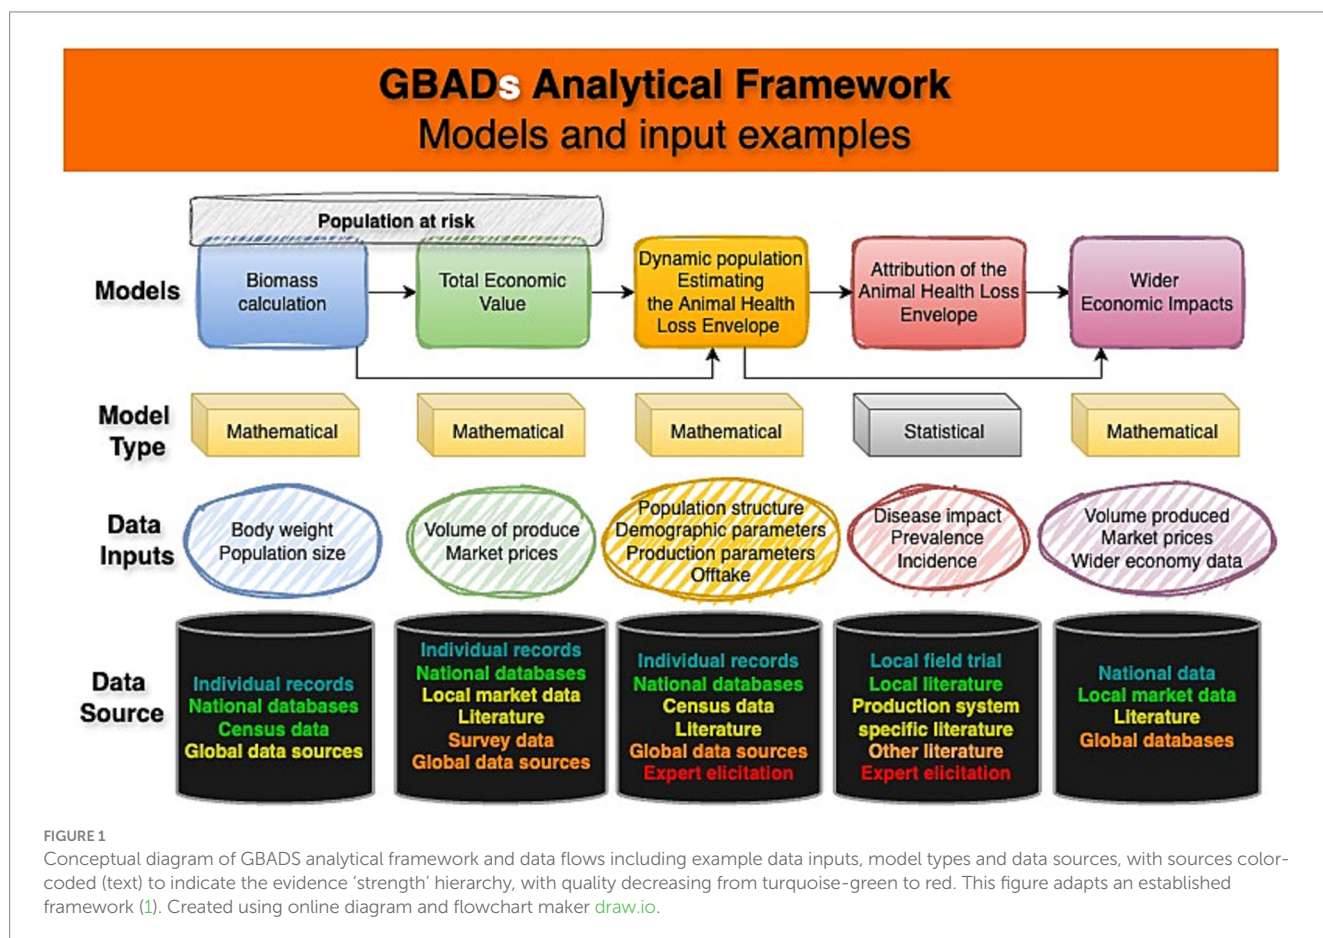 GBADs Analytical Framework
Models and input examples
Population at risk
Models
Biomass
calculation
Total Economic
Value
Dynamic population
Estimating
the Animal Health
Loss Envelope
Attribution of the
Animal Health Loss
Envelope
Wider
Economic Impacts
Model
Type
Mathematical
Mathematical
Mathematical
Statistical
Mathematical
Data
Inputs
Body weight
Population size
Volume of produce
Market prices
Population structure
Demographic parameters
Production parameters
Offtake
Disease impact
Prevalence
Incidence
Volume produced
Market prices
Wider economy data
Data
Source
Individual records
National databases
Census data
Global data sources
Individual records
National databases
Local market data
Literature
Survey data
Global data sources
Individual records
National databases
Census data
Literature
Global data sources
Expert elicitation
Local field trial
Local literature
Production system
specific literature
Other literature
Expert elicitation
National data
Local market data
Literature
Global databases
FIGURE 1
Conceptual diagram of GBADS analytical framework and data flows including example data inputs, model types and data sources, with sources color-
coded (text) to indicate the evidence ‘strength’ hierarchy, with quality decreasing from turquoise-green to red. This figure adapts an established
framework (1). Created using online diagram and flowchart maker draw.io.